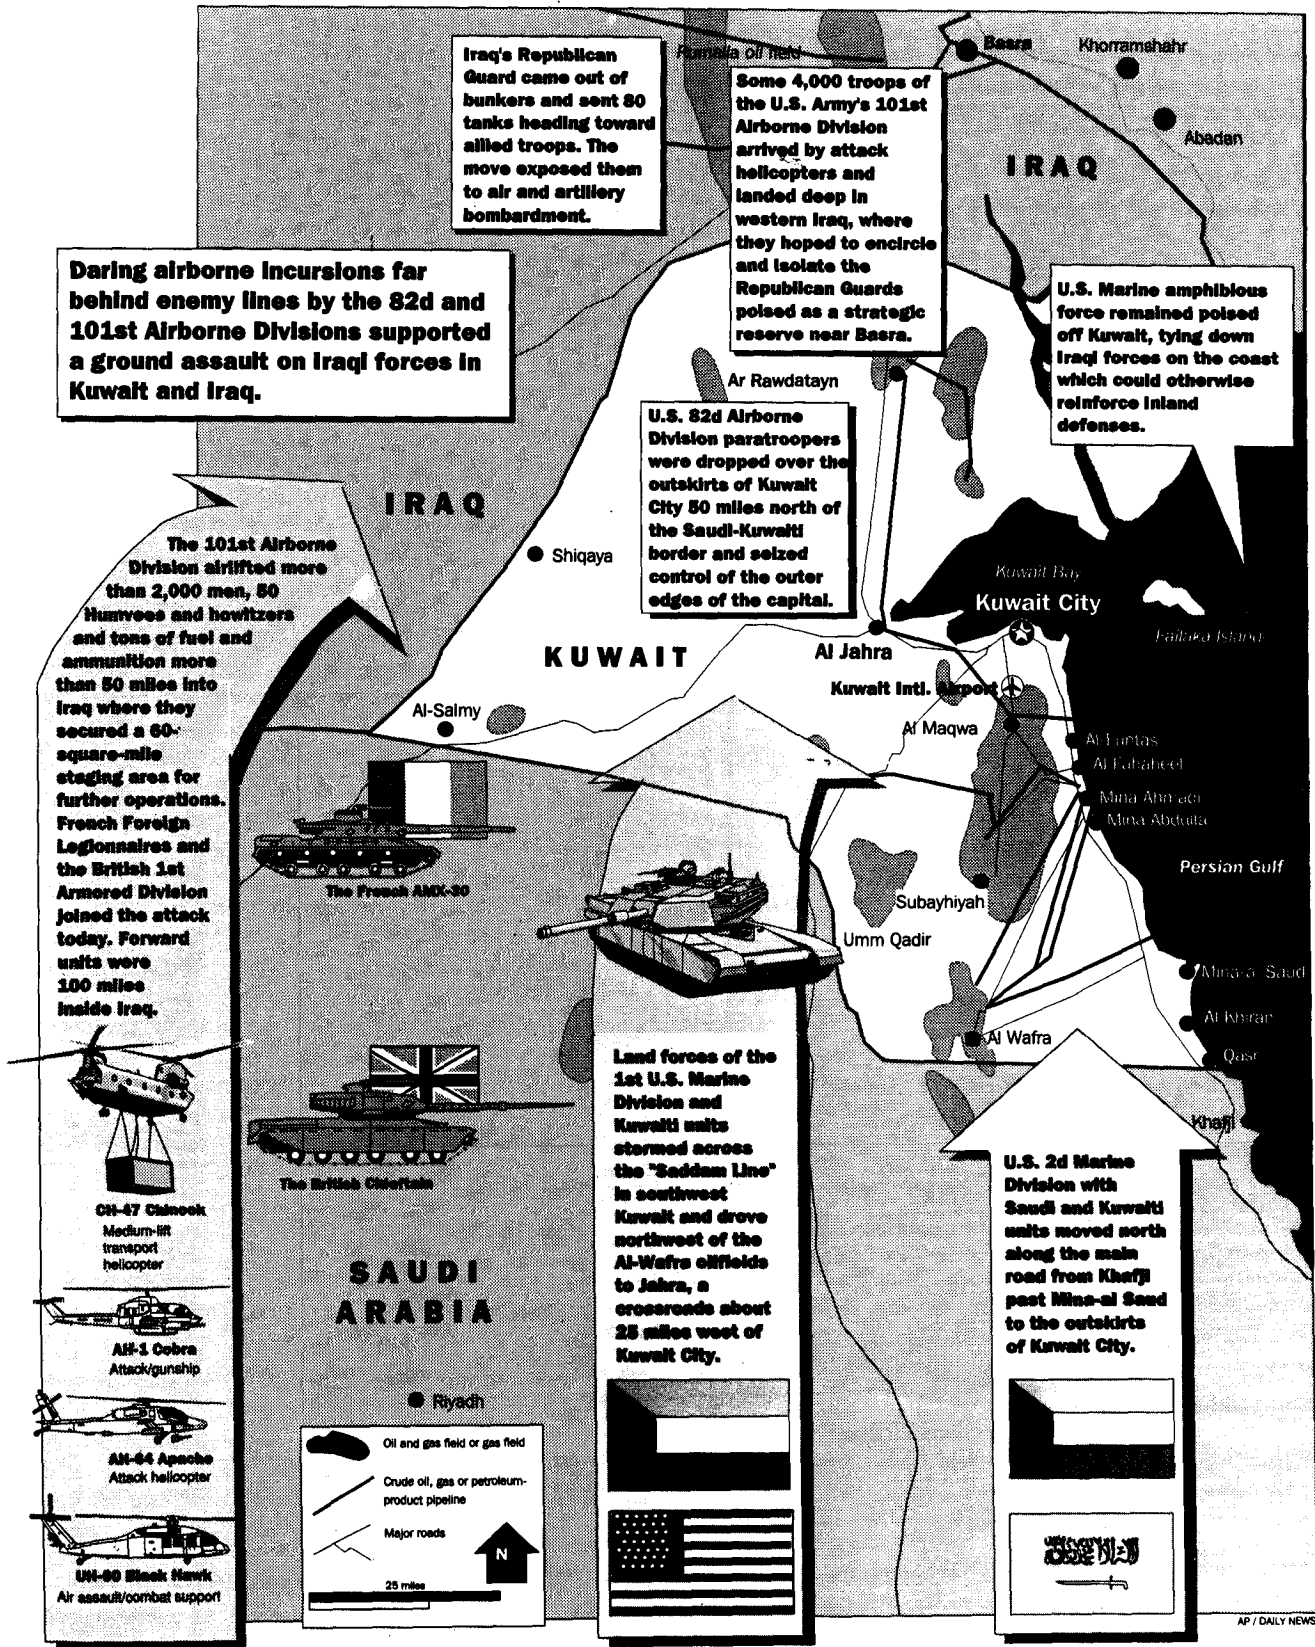 Rumaila oil field
Basra
Khorramshahr
Abadan
IRAQ
Iraq's Republican
Guard came out of
bunkers and sent 80
tanks heading toward
allied troops. The
move exposed them
to air and artillery
bombardment.
Some 4,000 troops of
the U.S. Army's 101st
Airborne Division
arrived by attack
helicopters and
landed deep in
western Iraq, where
they hoped to encircle
and isolate the
Republican Guards
poised as a strategic
reserve near Basra.
Daring airborne incursions far
behind enemy lines by the 82d and
101st Airborne Divisions supported
a ground assault on Iraqi forces in
Kuwait and Iraq.
U.S. Marine amphibious
force remained poised
off Kuwait, tying down
Iraqi forces on the coast
which could otherwise
reinforce inland
defenses.
Ar Rawdatayn
U.S. 82d Airborne
Division paratroopers
were dropped over the
outskirts of Kuwait
City 50 miles north of
the Saudi-Kuwaiti
border and seized
control of the outer
edges of the capital.
IRAQ
Shiqaya
The 101st Airborne
Division airlifted more
than 2,000 men, 50
Humvees and howitzers
and tons of fuel and
ammunition more
than 50 miles into
Iraq where they
secured a 60-
square-mile
staging area for
further operations.
French Foreign
Legionnaires and
the British 1st
Armored Division
joined the attack
today. Forward
units were
100 miles
inside Iraq.
Kuwait Bay
Kuwait City
Failaka Island
KUWAIT
Al Jahra
Kuwait Intl. Airport
Al-Salmy
Al Maqwa
Al Funtas
Al Fahaheel
Mina Ahmadi
Mina Abdulla
The French AMX-30
Persian Gulf
Subayhiyah
Umm Qadir
Mina-al Saud
Al Khiran
Al Wafra
Qasr
Khafji
The British Chieftain
CH-47 Chinook
Medium-lift
transport
helicopter
AH-1 Cobra
Attack/gunship
AH-64 Apache
Attack helicopter
UH-60 Black Hawk
Air assault/combat support
SAUDI
ARABIA
Riyadh
Land forces of the
1st U.S. Marine
Division and
Kuwaiti units
stormed across
the "Saddam Line"
in southwest
Kuwait and drove
northwest of the
Al-Wafra oilfields
to Jahra, a
crossroads about
25 miles west of
Kuwait City.
U.S. 2d Marine
Division with
Saudi and Kuwaiti
units moved north
along the main
road from Khafji
past Mina-al Saud
to the outskirts
of Kuwait City.
Oil and gas field or gas field
Crude oil, gas or petroleum-
product pipeline
Major roads
N
25 miles
AP / DAILY NEWS